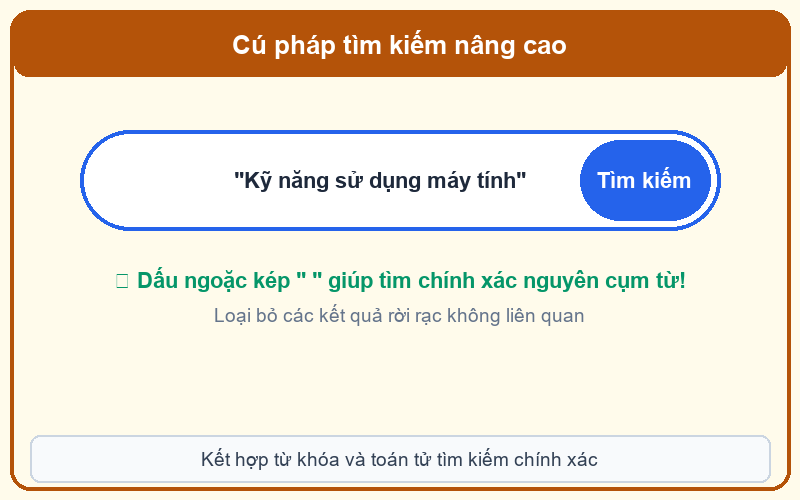 Cú pháp tìm kiếm nâng cao
"Kỹ năng sử dụng máy tính"
Tìm kiếm
Dấu ngoặc kép " " giúp tìm chính xác nguyên cụm từ!
Loại bỏ các kết quả rời rạc không liên quan
Kết hợp từ khóa và toán tử tìm kiếm chính xác